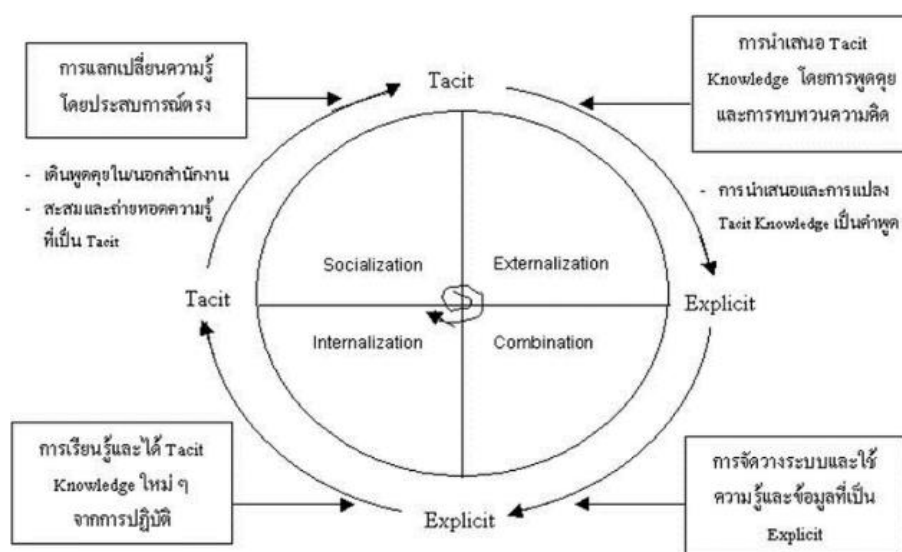 การแลกเปลี่ยนความรู้
โดยประสบการณ์ตรง
Tacit
การนำเสนอ Tacit
Knowledge โดยการพูดคุย
และการทบทวนความคิด
- เดินพูดคุยใน/นอกสำนักงาน
- สะสมและถ่ายทอดความรู้
ที่เป็น Tacit
- การนำเสนอและการแปลง
Tacit Knowledge เป็นคำพูด
Socialization
Externalization
Tacit
Explicit
Internalization
Combination
การเรียนรู้และได้ Tacit
Knowledge ใหม่ ๆ
จากการปฏิบัติ
Explicit
การจัดวางระบบและใช้
ความรู้และข้อมูลที่เป็น
Explicit